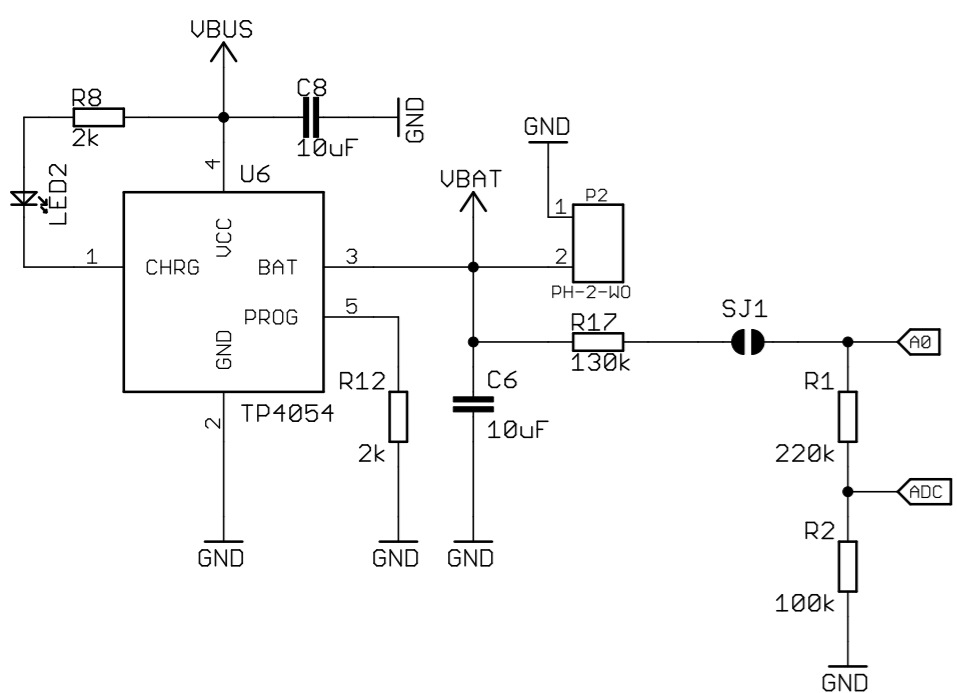 VBUS
R8
2k
C8
10uF
GND
LED2
4
U6
VCC
1
CHRG
BAT
3
PROG
5
GND
2
TP4054
GND
R12
2k
GND
VBAT
GND
1
P2
2
PH-2-WO
R17
130k
SJ1
A0
C6
10uF
GND
R1
220k
ADC
R2
100k
GND